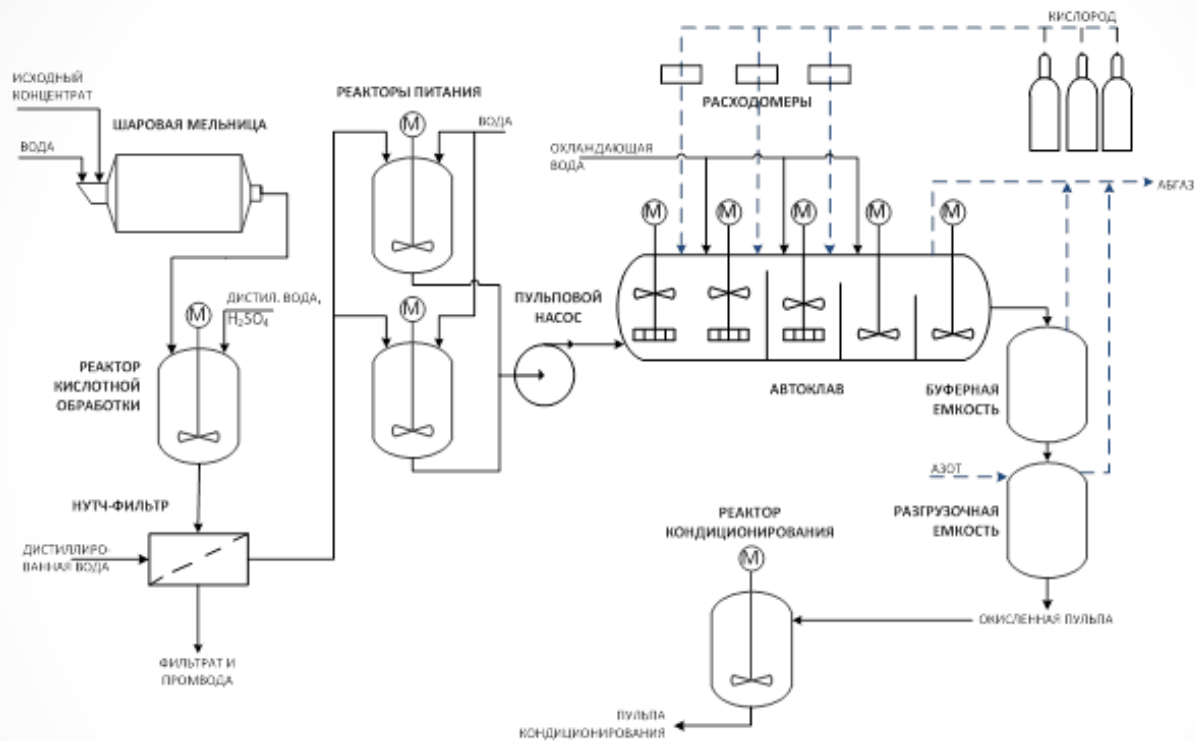 КИСЛОРОД
ИСХОДНЫЙ
КОНЦЕНТРАТ
РЕАКТОРЫ ПИТАНИЯ
РАСХОДОМЕРЫ
ШАРОВАЯ МЕЛЬНИЦА
M
ВОДА
ВОДА
ОХЛАНДАЮЩАЯ
ВОДА
АБГАЗ
M
M
M
M
M
ДИСТИЛ. ВОДА,
H₂SO₄
M
M
ПУЛЬПОВОЙ
НАСОС
РЕАКТОР
КИСЛОТНОЙ
ОБРАБОТКИ
АВТОКЛАВ
БУФЕРНАЯ
ЕМКОСТЬ
АЗОТ
НУТЧ-ФИЛЬТР
РЕАКТОР
КОНДИЦИОНИРОВАНИЯ
РАЗГРУЗОЧНАЯ
ЕМКОСТЬ
ДИСТИЛЛИРО-
ВАННАЯ ВОДА
M
ОКИСЛЕННАЯ ПУЛЬПА
ФИЛЬТРАТ И
ПРОМВОДА
ПУЛЬПА
КОНДИЦИОНИРОВАНИЯ